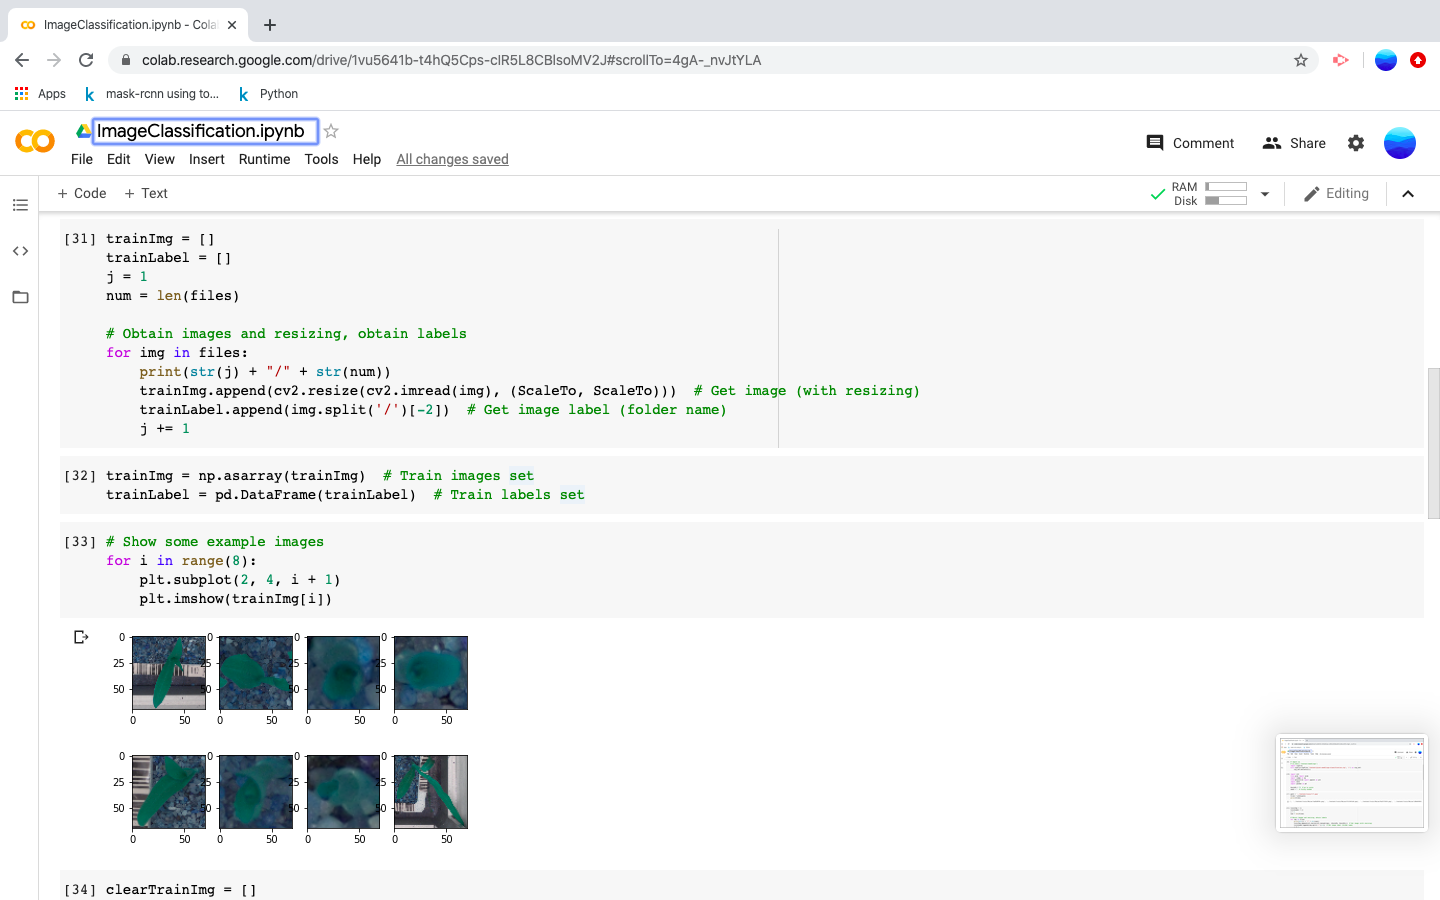 ImageClassification.ipynb - Cola
colab.research.google.com/drive/1vu5641b-t4hQ5Cps-cIR5L8CBlsoMV2J#scrollTo=4gA-_nvJtYLA
Apps
mask-rcnn using to...
Python
ImageClassification.ipynb
File Edit View Insert Runtime Tools Help All changes saved
Comment
Share
+ Code + Text
RAM
Disk
Editing
[31] trainImg = []
trainLabel = []
j = 1
num = len(files)
# Obtain images and resizing, obtain labels
for img in files:
print(str(j) + "/" + str(num))
trainImg.append(cv2.resize(cv2.imread(img), (ScaleTo, ScaleTo))) # Get image (with resizing)
trainLabel.append(img.split('/')[-2]) # Get image label (folder name)
j += 1
[32] trainImg = np.asarray(trainImg) # Train images set
trainLabel = pd.DataFrame(trainLabel) # Train labels set
[33] # Show some example images
for i in range(8):
plt.subplot(2, 4, i + 1)
plt.imshow(trainImg[i])
0 0 0 0
25 25 25 25
50 50 50 50
0 50 0 50 0 50 0 50
0 0 0 0
25 25 25 25
50 50 50 50
0 50 0 50 0 50 0 50
[34] clearTrainImg = []